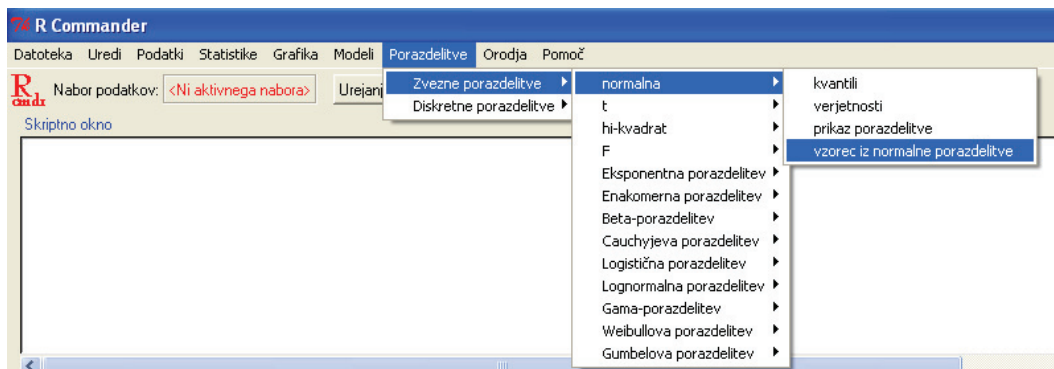 R Commander
Datoteka Uredi Podatki Statistike Grafika Modeli Porazdelitve Orodja Pomoč
R cmdr Nabor podatkov: <Ni aktivnega nabora> Urejanj
Skriptno okno
Zvezne porazdelitve
Diskretne porazdelitve
normalna
t
hi-kvadrat
F
Eksponentna porazdelitev
Enakomerna porazdelitev
Beta-porazdelitev
Cauchyjeva porazdelitev
Logistična porazdelitev
Lognormalna porazdelitev
Gama-porazdelitev
Weibullova porazdelitev
Gumbelova porazdelitev
kvantili
verjetnosti
prikaz porazdelitve
vzorec iz normalne porazdelitve